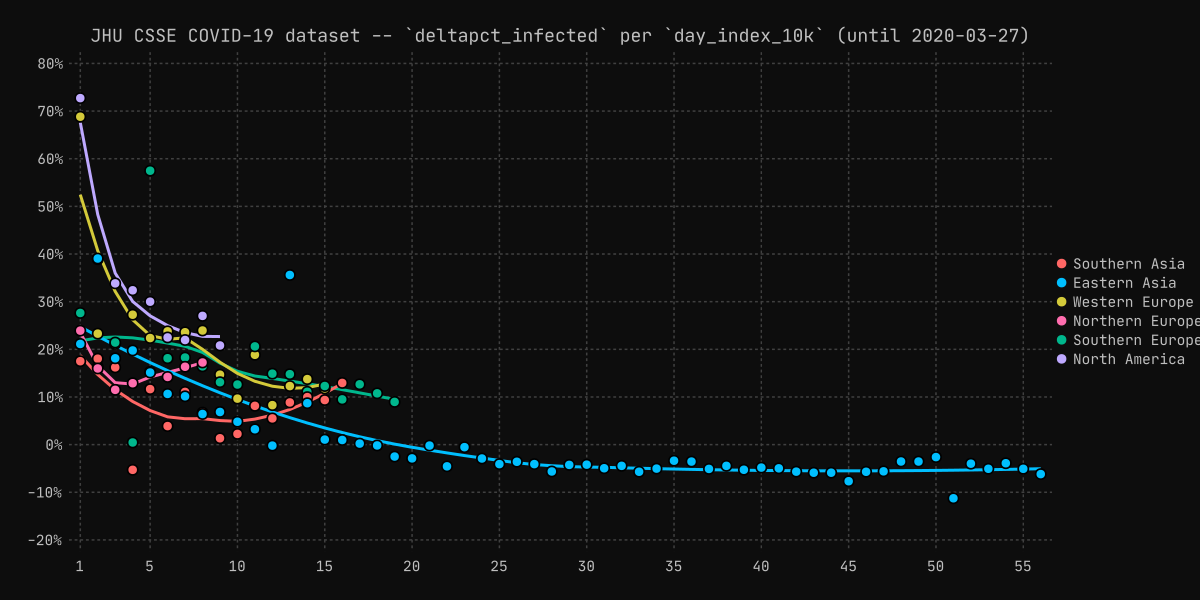 JHU CSSE COVID-19 dataset -- `deltapct_infected` per `day_index_10k` (until 2020-03-27)
80%
70%
60%
50%
40%
30%
20%
10%
0%
-10%
-20%
1 5 10 15 20 25 30 35 40 45 50 55
Southern Asia
Eastern Asia
Western Europe
Northern Europe
Southern Europe
North America